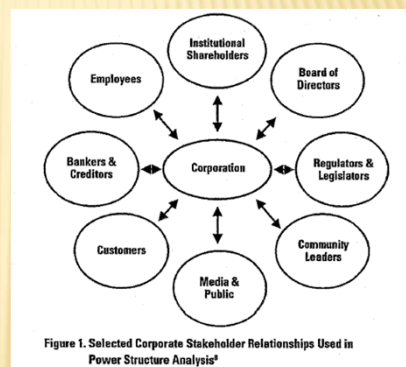 Institutional
Shareholders
Employees
Board of
Directors
Bankers &
Creditors
Corporation
Regulators &
Legislators
Customers
Community
Leaders
Media &
Public
Figure 1. Selected Corporate Stakeholder Relationships Used in
Power Structure Analysis⁸